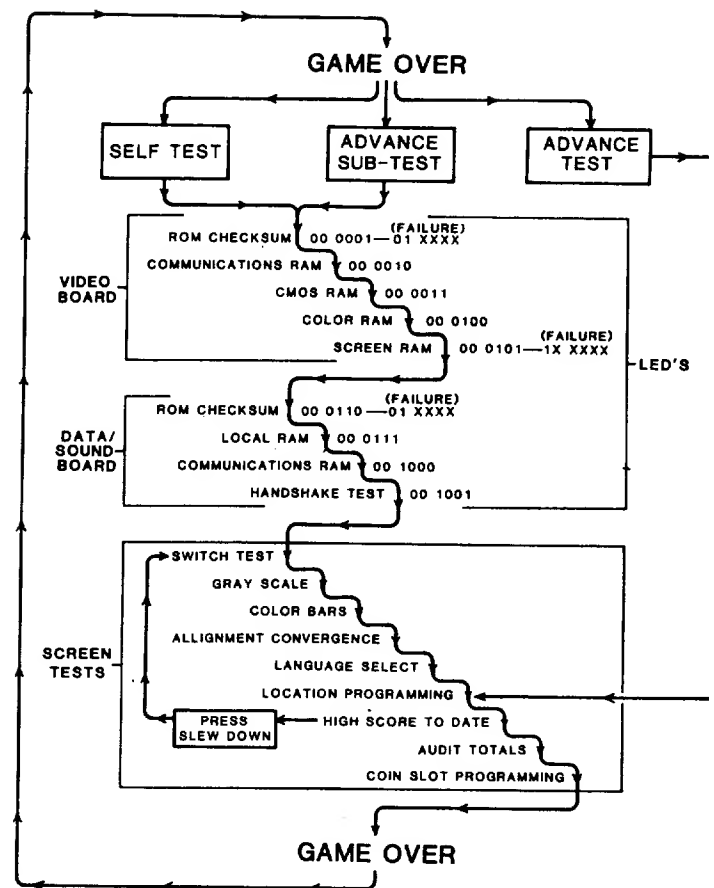 GAME OVER
SELF TEST
ADVANCE
SUB-TEST
ADVANCE
TEST
(FAILURE)
ROM CHECKSUM 00 0001—01 XXXX
COMMUNICATIONS RAM 00 0010
VIDEO
BOARD
CMOS RAM 00 0011
COLOR RAM 00 0100
(FAILURE)
SCREEN RAM 00 0101—1X XXXX
LED'S
(FAILURE)
ROM CHECKSUM 00 0110—01 XXXX
DATA/
SOUND
BOARD
LOCAL RAM 00 0111
COMMUNICATIONS RAM 00 1000
HANDSHAKE TEST 00 1001
SWITCH TEST
GRAY SCALE
COLOR BARS
ALLIGNMENT CONVERGENCE
SCREEN
TESTS
LANGUAGE SELECT
LOCATION PROGRAMMING
PRESS
SLEW DOWN
HIGH SCORE TO DATE
AUDIT TOTALS
COIN SLOT PROGRAMMING
GAME OVER